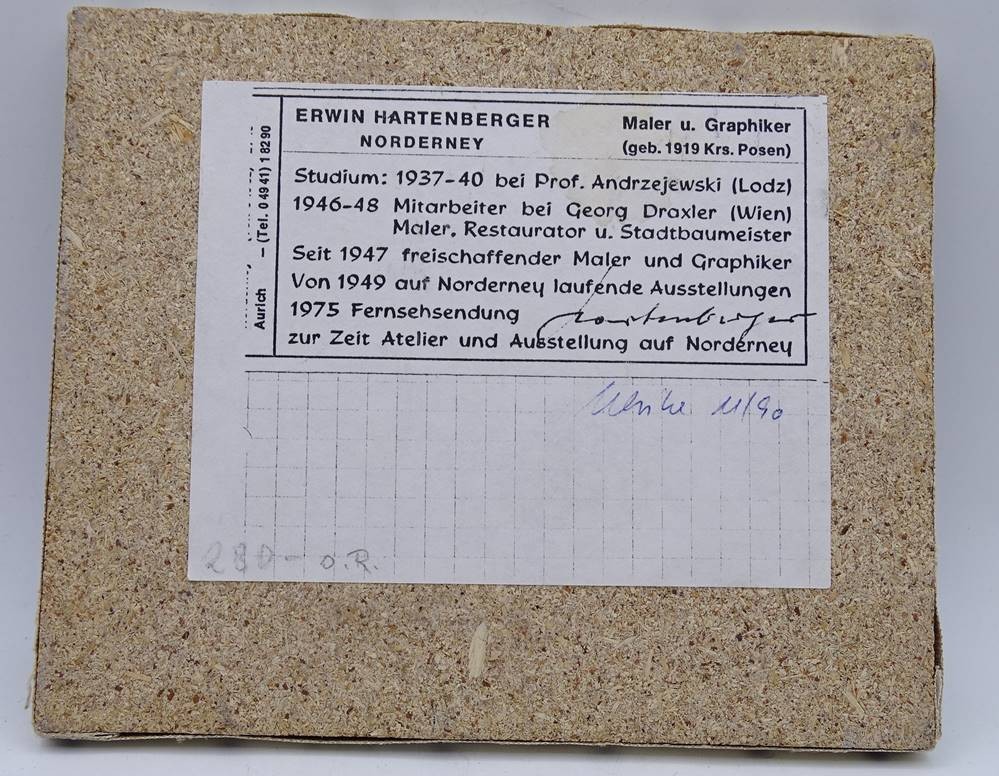 ERWIN HARTENBERGER
NORDERNEY
Maler u. Graphiker
(geb. 1919 Krs. Posen)
Studium: 1937-40 bei Prof. Andrzejewski (Lodz)
1946-48 Mitarbeiter bei Georg Draxler (Wien)
Maler, Restaurator u. Stadtbaumeister
Seit 1947 freischaffender Maler und Graphiker
Von 1949 auf Norderney laufende Ausstellungen
1975 Fernsehsendung Hartenberger
zur Zeit Atelier und Ausstellung auf Norderney
Aurich – (Tel. 0 49 41) 1 82 90
11/90
280- o.R.